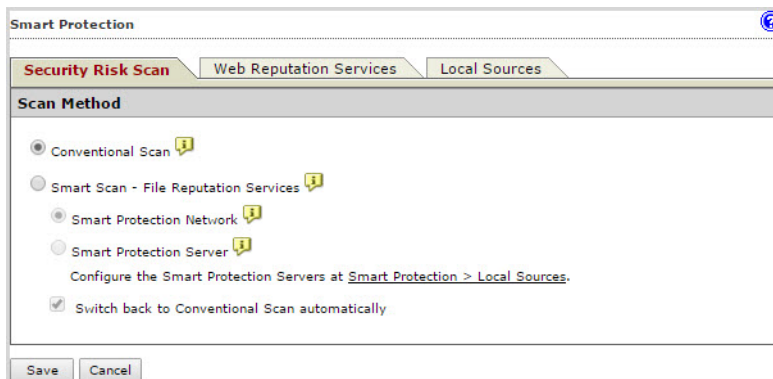 Smart Protection
Security Risk Scan
Web Reputation Services
Local Sources
Scan Method
Conventional Scan
Smart Scan - File Reputation Services
Smart Protection Network
Smart Protection Server
Configure the Smart Protection Servers at Smart Protection > Local Sources.
Switch back to Conventional Scan automatically
Save
Cancel